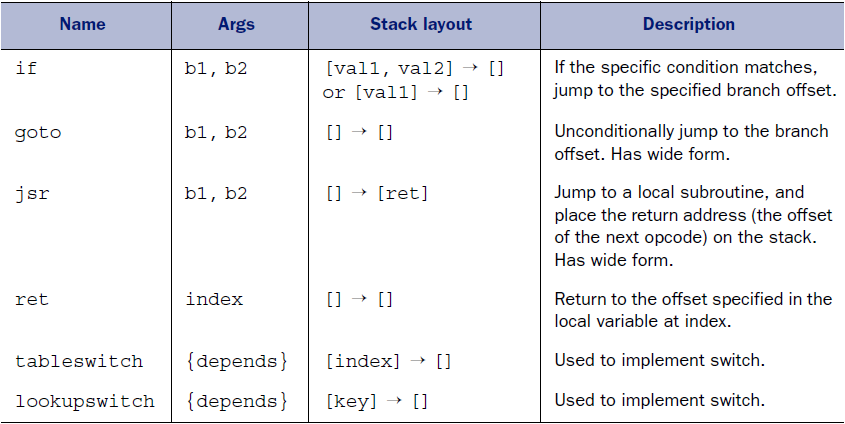 Name Args Stack layout Description
if b1, b2 [val1, val2] → [] If the specific condition matches,
or [val1] → [] jump to the specified branch offset.
goto b1, b2 [] → [] Unconditionally jump to the branch
offset. Has wide form.
jsr b1, b2 [] → [ret] Jump to a local subroutine, and
place the return address (the offset
of the next opcode) on the stack.
Has wide form.
ret index [] → [] Return to the offset specified in the
local variable at index.
tableswitch {depends} [index] → [] Used to implement switch.
lookupswitch {depends} [key] → [] Used to implement switch.